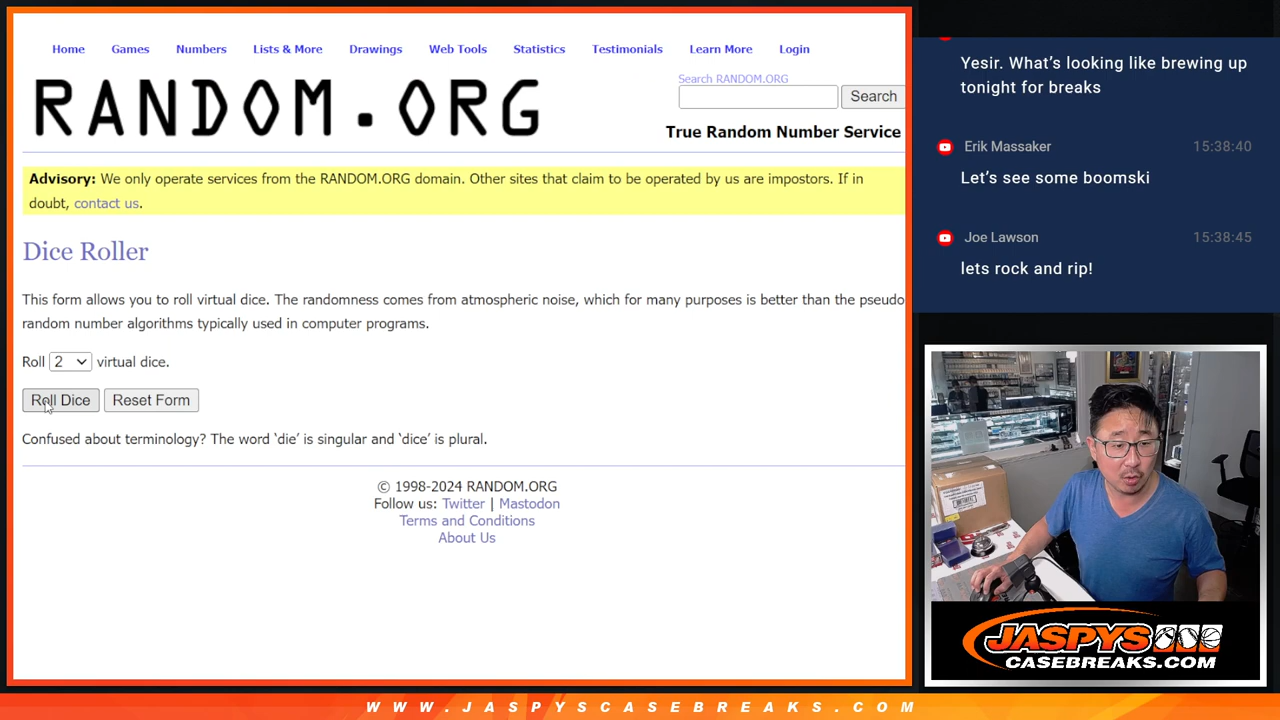 Home Games Numbers Lists & More Drawings Web Tools Statistics Testimonials Learn More Login
RANDOM.ORG
Search RANDOM.ORG
Search
True Random Number Service
Advisory: We only operate services from the RANDOM.ORG domain. Other sites that claim to be operated by us are impostors. If in
doubt, contact us.
Dice Roller
This form allows you to roll virtual dice. The randomness comes from atmospheric noise, which for many purposes is better than the pseudo
random number algorithms typically used in computer programs.
Roll 2 virtual dice.
Roll Dice Reset Form
Confused about terminology? The word ‘die’ is singular and ‘dice’ is plural.
© 1998-2024 RANDOM.ORG
Follow us: Twitter | Mastodon
Terms and Conditions
About Us
Yesir. What’s looking like brewing up
tonight for breaks
Erik Massaker 15:38:40
Let’s see some boomski
Joe Lawson 15:38:45
lets rock and rip!
JASPYS
CASEBREAKS.COM
WWW.JASPYSCASEBREAKS.COM